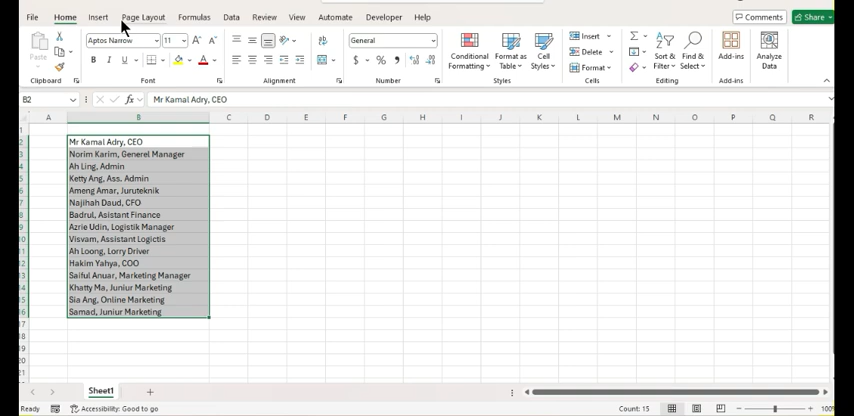 File Home Insert Page Layout Formulas Data Review View Automate Developer Help Comments Share
Aptos Narrow 11 A A General Insert
Paste B I U A $ % , Conditional Formatting Format as Table Cell Styles Delete Format Sort & Filter Find & Select Add-ins Analyze Data
Clipboard Font Alignment Number Styles Cells Editing Add-ins
B2 fx Mr Kamal Adry, CEO
A B C D E F G H I J K L M N O P Q R
1
2 Mr Kamal Adry, CEO
3 Norim Karim, Generel Manager
4 Ah Ling, Admin
5 Ketty Ang, Ass. Admin
6 Ameng Amar, Juruteknik
7 Najihah Daud, CFO
8 Badrul, Asistant Finance
9 Azrie Udin, Logistik Manager
10 Visvam, Assistant Logictis
11 Ah Loong, Lorry Driver
12 Hakim Yahya, COO
13 Saiful Anuar, Marketing Manager
14 Khatty Ma, Juniur Marketing
15 Sia Ang, Online Marketing
16 Samad, Juniur Marketing
17
18
19
20
21
Sheet1
Ready Accessibility: Good to go Count: 15 100%